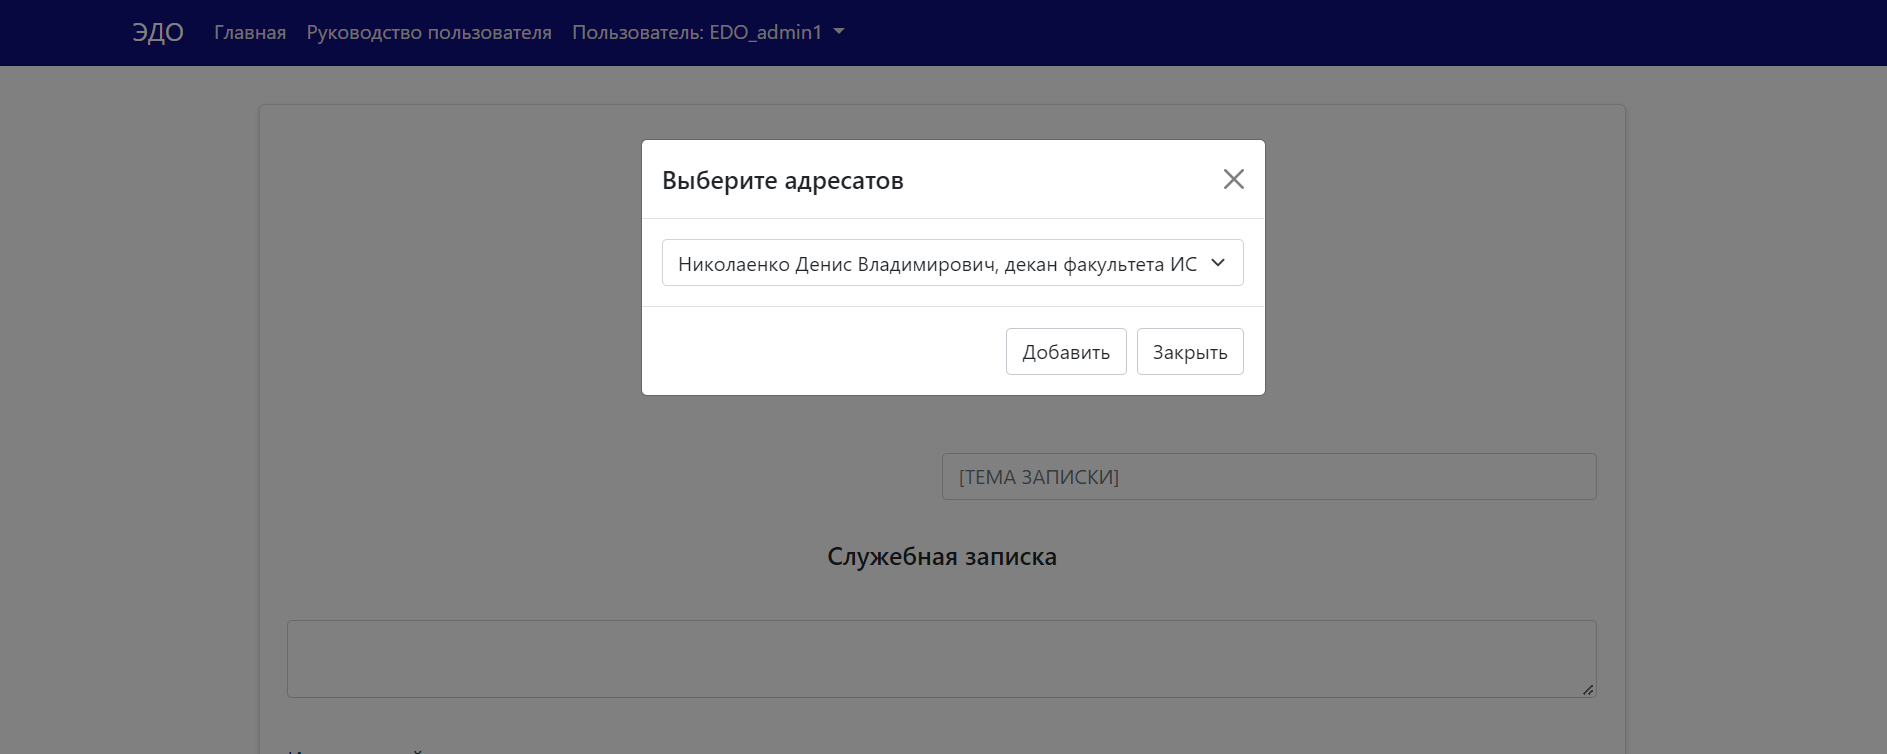 ЭДО Главная Руководство пользователя Пользователь: EDO_admin1
Выберите адресатов
Николаенко Денис Владимирович, декан факультета ИС
Добавить Закрыть
[ТЕМА ЗАПИСКИ]
Служебная записка